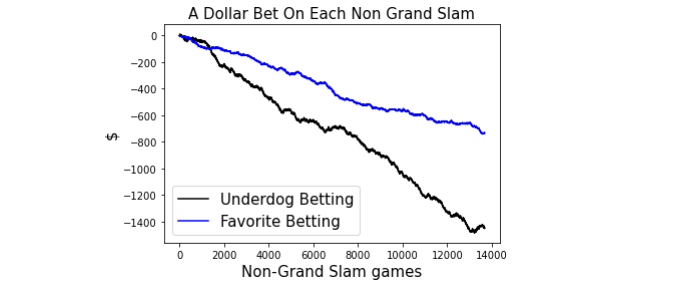 A Dollar Bet On Each Non Grand Slam
0
−200
−400
−600
−800
−1000
−1200
−1400
$
Underdog Betting
Favorite Betting
0 2000 4000 6000 8000 10000 12000 14000
Non-Grand Slam games